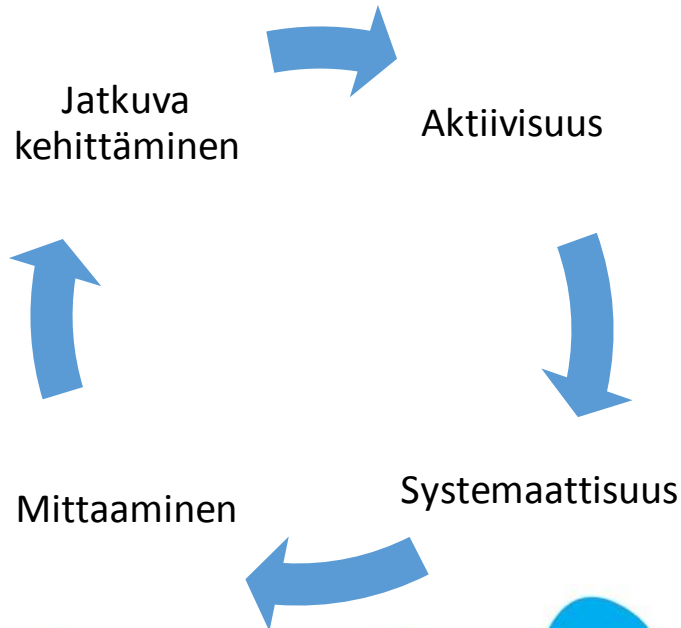 Jatkuva
kehittäminen
Aktiivisuus
Systemaattisuus
Mittaaminen